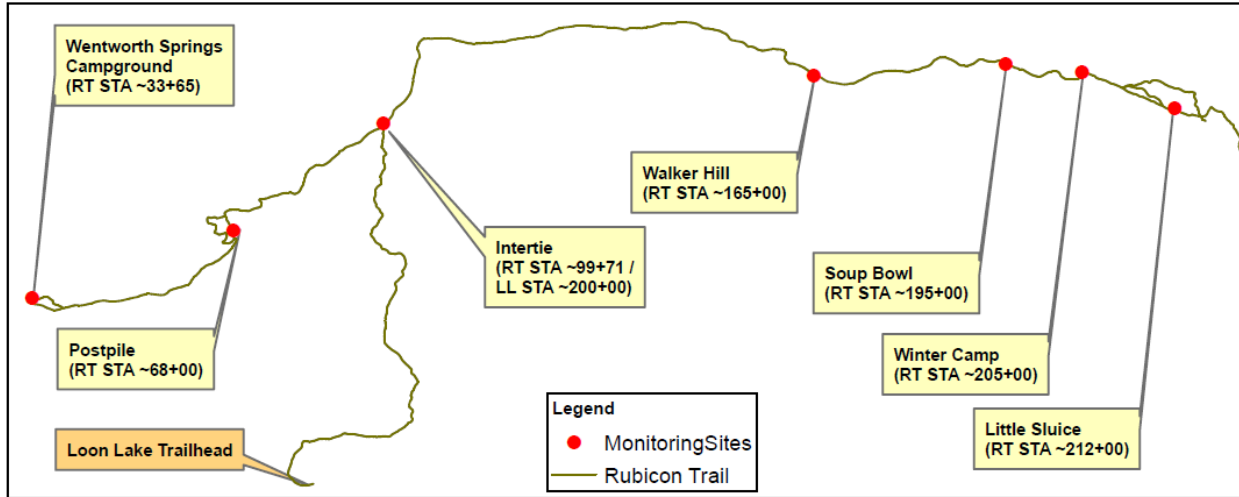 Wentworth Springs
Campground
(RT STA ~33+65)
Walker Hill
(RT STA ~165+00)
Intertie
(RT STA ~99+71 /
LL STA ~200+00)
Soup Bowl
(RT STA ~195+00)
Postpile
(RT STA ~68+00)
Winter Camp
(RT STA ~205+00)
Little Sluice
(RT STA ~212+00)
Loon Lake Trailhead
Legend
MonitoringSites
Rubicon Trail